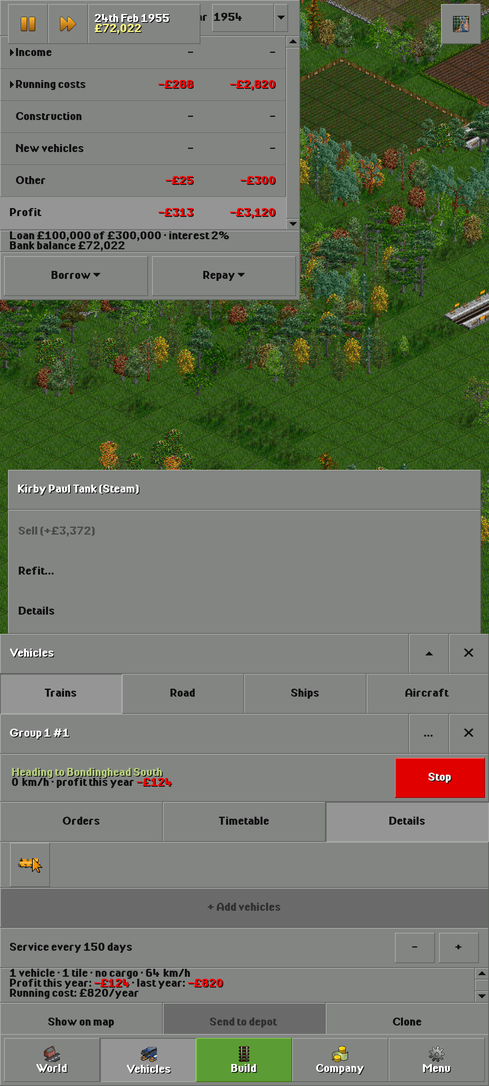 24th Feb 1955
£72,022
1954
Income – –
Running costs -£288 -£2,820
Construction – –
New vehicles – –
Other -£25 -£300
Profit -£313 -£3,120
Loan £100,000 of £300,000 · interest 2%
Bank balance £72,022
Borrow
Repay
Kirby Paul Tank (Steam)
Sell (+£3,372)
Refit...
Details
Vehicles
Trains
Road
Ships
Aircraft
Group 1 #1
...
Heading to Bondinghead South
0 km/h · profit this year -£124
Stop
Orders
Timetable
Details
+ Add vehicles
Service every 150 days
-
+
1 vehicle · 1 tile · no cargo · 64 km/h
Profit this year: -£124 · last year: -£820
Running cost: £820/year
Show on map
Send to depot
Clone
World
Vehicles
Build
Company
Menu